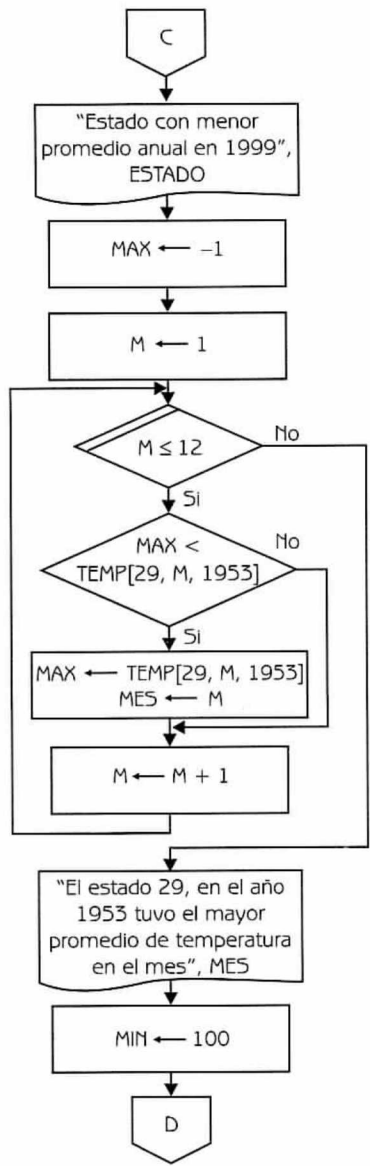 C
“Estado con menor
promedio anual en 1999”,
ESTADO
MAX ← –1
M ← 1
M ≤ 12
No
Si
MAX <
TEMP[29, M, 1953]
No
Si
MAX ← TEMP[29, M, 1953]
MES ← M
M ← M + 1
“El estado 29, en el año
1953 tuvo el mayor
promedio de temperatura
en el mes”, MES
MIN ← 100
D